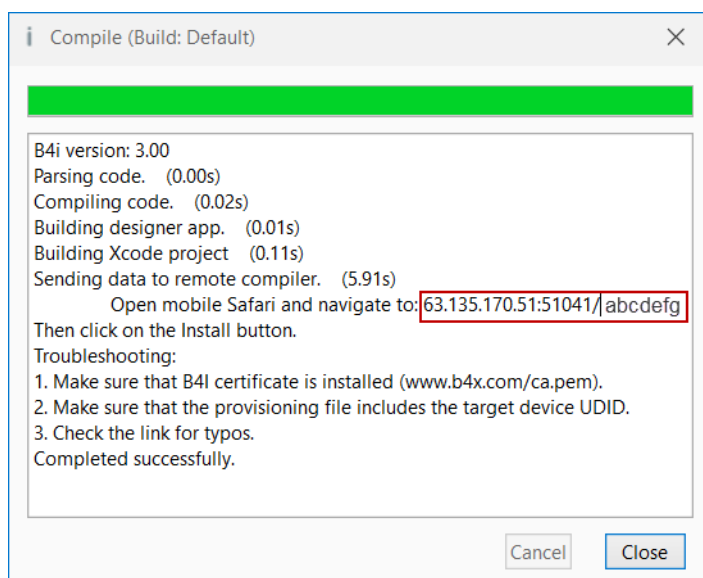 Compile (Build: Default)
B4i version: 3.00
Parsing code. (0.00s)
Compiling code. (0.02s)
Building designer app. (0.01s)
Building Xcode project (0.11s)
Sending data to remote compiler. (5.91s)
Open mobile Safari and navigate to: 63.135.170.51:51041/abcdefg
Then click on the Install button.
Troubleshooting:
1. Make sure that B4I certificate is installed (www.b4x.com/ca.pem).
2. Make sure that the provisioning file includes the target device UDID.
3. Check the link for typos.
Completed successfully.
Cancel Close